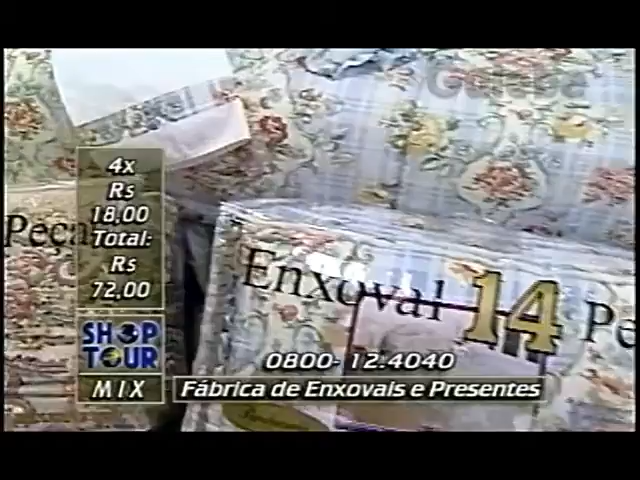 Gamba
4x
Rs
18,00
Total:
Rs
72,00
Peça
Enxoval 14 Pe
SHOP
TOUR
MIX
0800-12.4040
Fábrica de Enxovais e Presentes